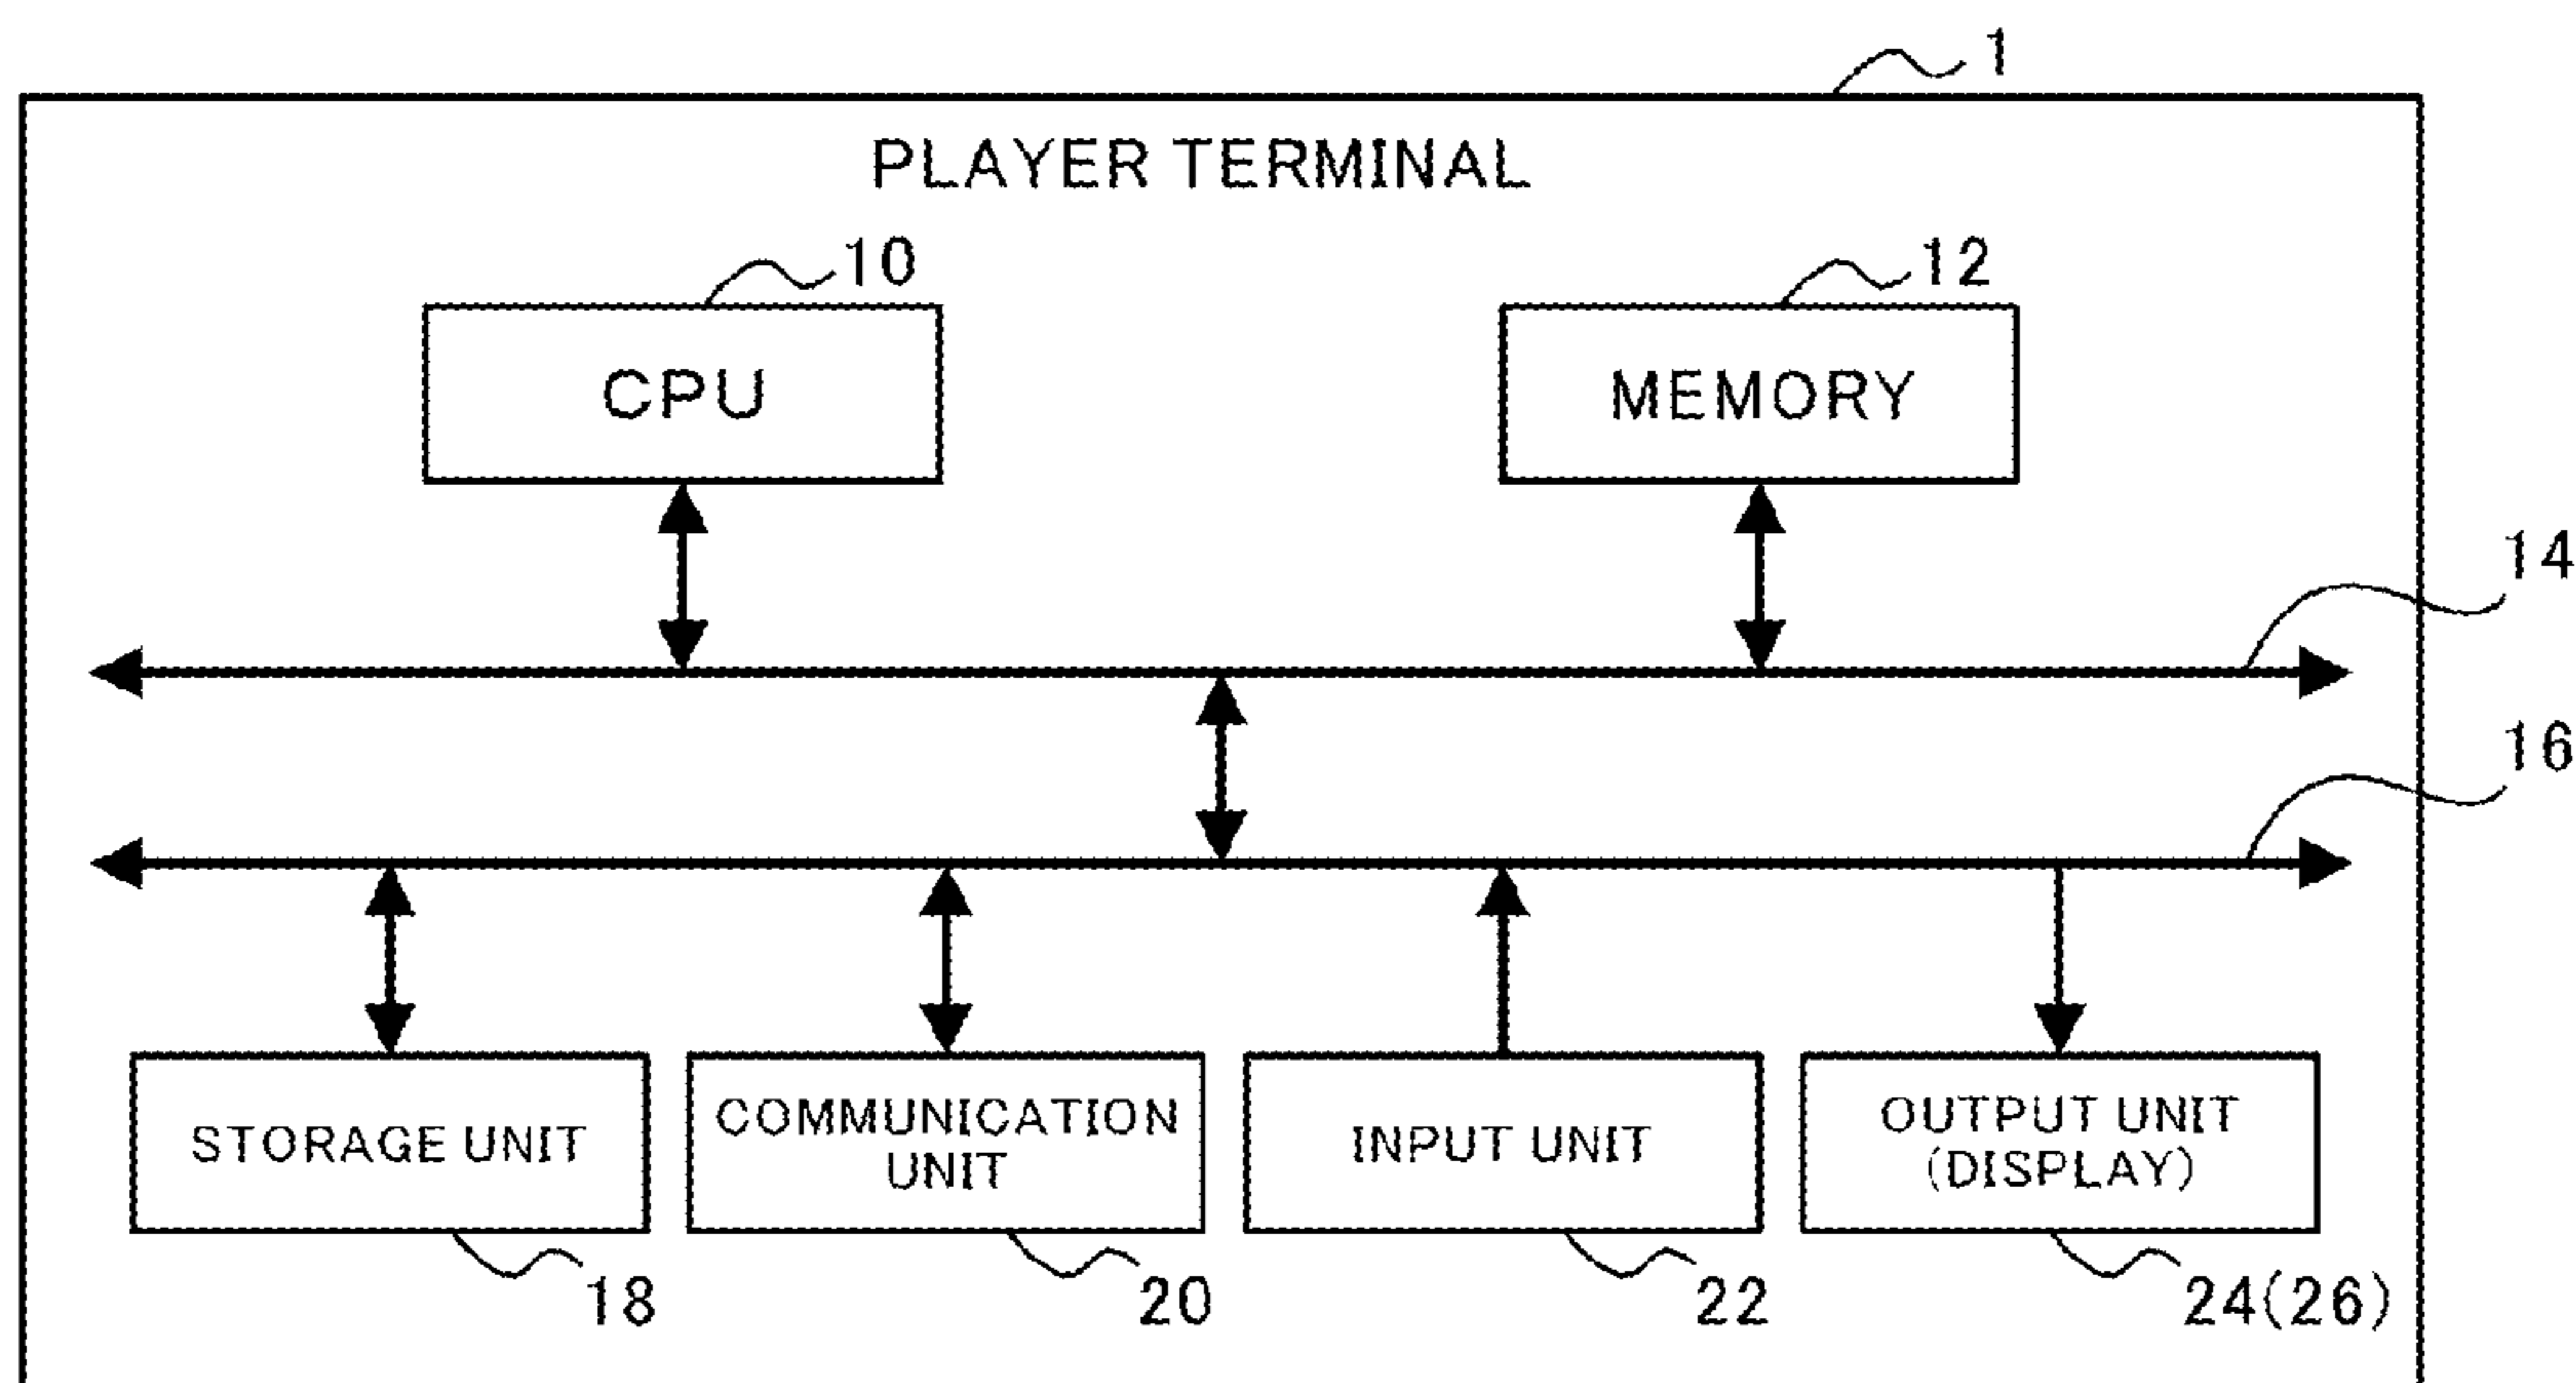 1
PLAYER TERMINAL
10
12
CPU
MEMORY
14
16
STORAGE UNIT
COMMUNICATION
UNIT
INPUT UNIT
OUTPUT UNIT
(DISPLAY)
18
20
22
24(26)